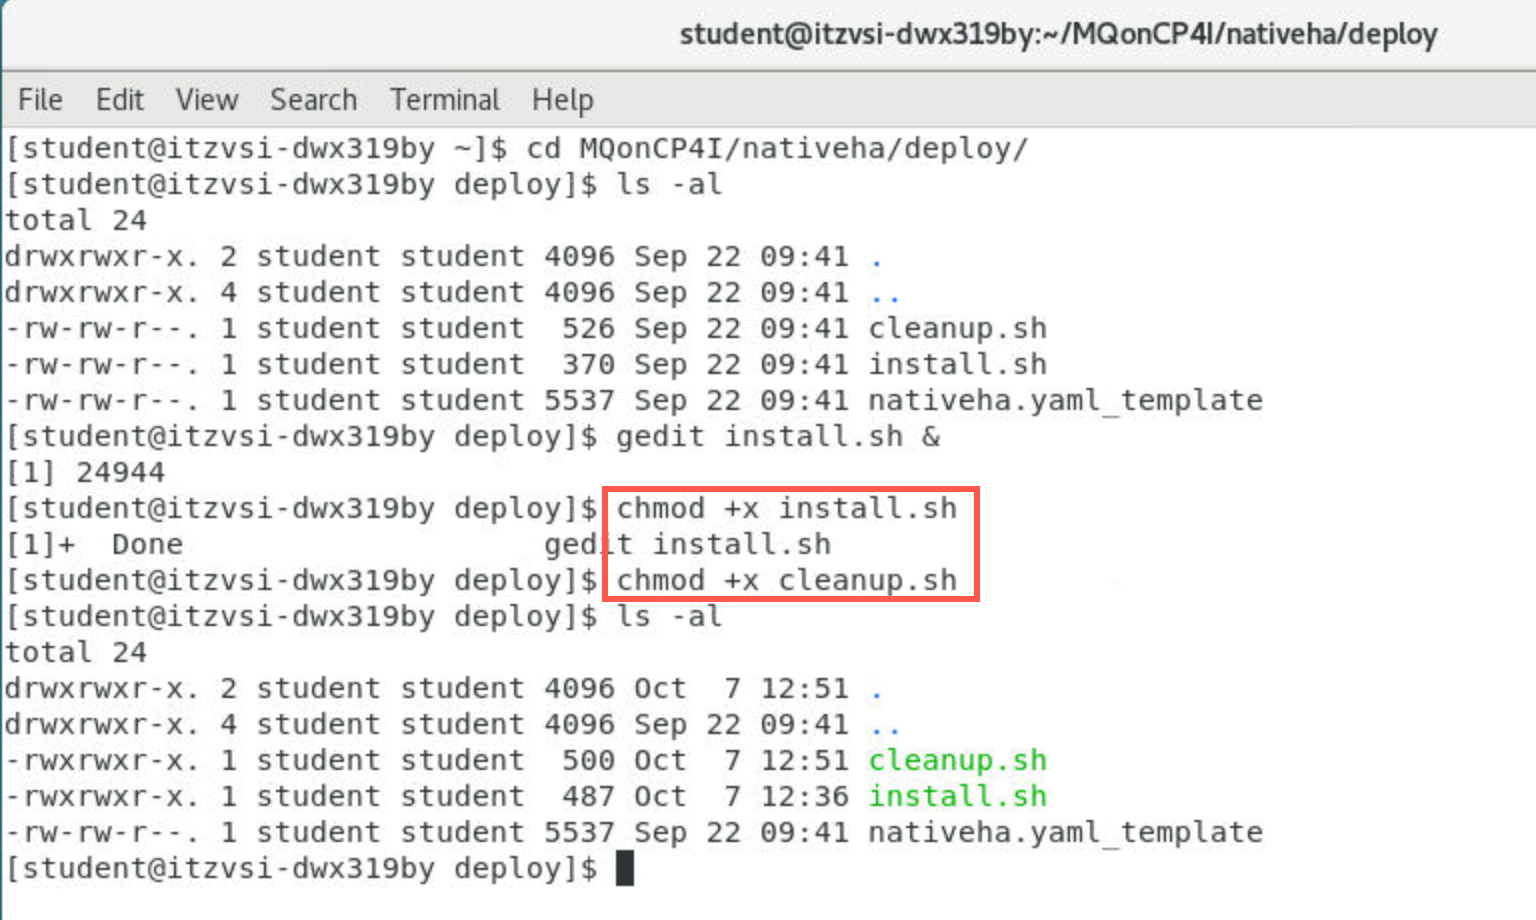 student@itzvsi-dwx319by:~/MQonCP4I/nativeha/deploy
File Edit View Search Terminal Help
[student@itzvsi-dwx319by ~]$ cd MQonCP4I/nativeha/deploy/
[student@itzvsi-dwx319by deploy]$ ls -al
total 24
drwxrwxr-x. 2 student student 4096 Sep 22 09:41 .
drwxrwxr-x. 4 student student 4096 Sep 22 09:41 ..
-rw-rw-r--. 1 student student  526 Sep 22 09:41 cleanup.sh
-rw-rw-r--. 1 student student  370 Sep 22 09:41 install.sh
-rw-rw-r--. 1 student student 5537 Sep 22 09:41 nativeha.yaml_template
[student@itzvsi-dwx319by deploy]$ gedit install.sh &
[1] 24944
[student@itzvsi-dwx319by deploy]$ chmod +x install.sh
[1]+  Done                    gedit install.sh
[student@itzvsi-dwx319by deploy]$ chmod +x cleanup.sh
[student@itzvsi-dwx319by deploy]$ ls -al
total 24
drwxrwxr-x. 2 student student 4096 Oct  7 12:51 .
drwxrwxr-x. 4 student student 4096 Sep 22 09:41 ..
-rwxrwxr-x. 1 student student  500 Oct  7 12:51 cleanup.sh
-rwxrwxr-x. 1 student student  487 Oct  7 12:36 install.sh
-rw-rw-r--. 1 student student 5537 Sep 22 09:41 nativeha.yaml_template
[student@itzvsi-dwx319by deploy]$